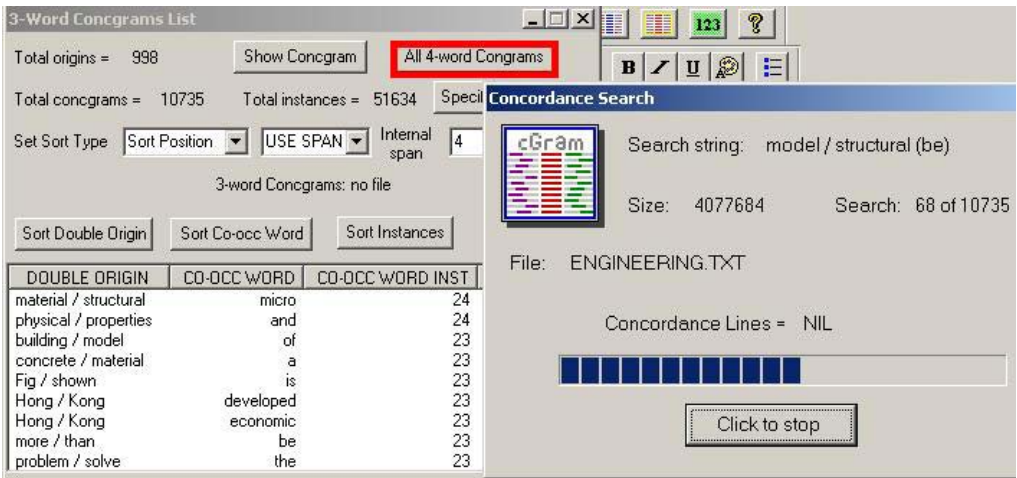 3-Word Concgrams List
Total origins = 998
Show Concgram
All 4-word Congrams
Total concgrams = 10735
Total instances = 51634
Specil
Set Sort Type
Sort Position
USE SPAN
Internal
span
4
3-word Concgrams: no file
Sort Double Origin
Sort Co-occ Word
Sort Instances
DOUBLE ORIGIN CO-OCC WORD CO-OCC WORD INST
material / structural micro 24
physical / properties and 24
building / model of 23
concrete / material a 23
Fig / shown is 23
Hong / Kong developed 23
Hong / Kong economic 23
more / than be 23
problem / solve the 23
123
?
B I U
Concordance Search
cGram
Search string: model / structural (be)
Size: 4077684
Search: 68 of 10735
File: ENGINEERING.TXT
Concordance Lines = NIL
Click to stop